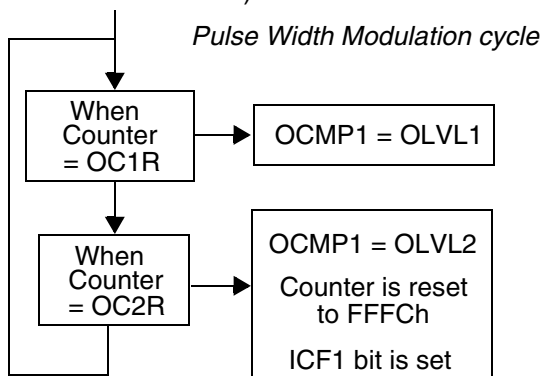 Pulse Width Modulation cycle
When
Counter
= OC1R
OCMP1 = OLVL1
When
Counter
= OC2R
OCMP1 = OLVL2
Counter is reset
to FFFCh
ICF1 bit is set